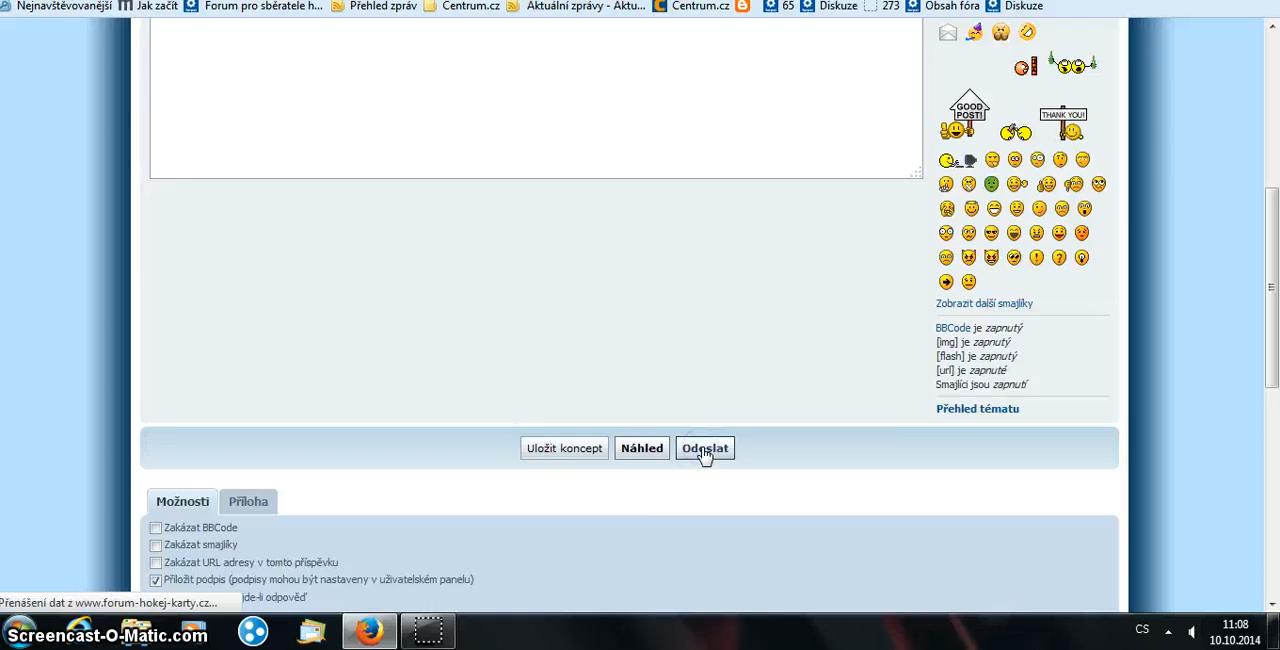 Nejnavštěvovanější Jak začít Forum pro sběratele h... Přehled zpráv Centrum.cz Aktuální zprávy - Aktu... Centrum.cz 65 Diskuze 273 Obsah fóra Diskuze
GOOD POST!
THANK YOU!
Zobrazit další smajlíky
BBCode je zapnutý
[img] je zapnutý
[flash] je zapnutý
[url] je zapnuté
Smajlíci jsou zapnutí
Přehled tématu
Uložit koncept Náhled Odeslat
Možnosti Příloha
Zakázat BBCode
Zakázat smajlíky
Zakázat URL adresy v tomto příspěvku
Přiložit podpis (podpisy mohou být nastaveny v uživatelském panelu)
jde-li odpověď
Přenášení dat z www.forum-hokej-karty.cz...
Screencast-O-Matic.com
CS
11:08
10.10.2014